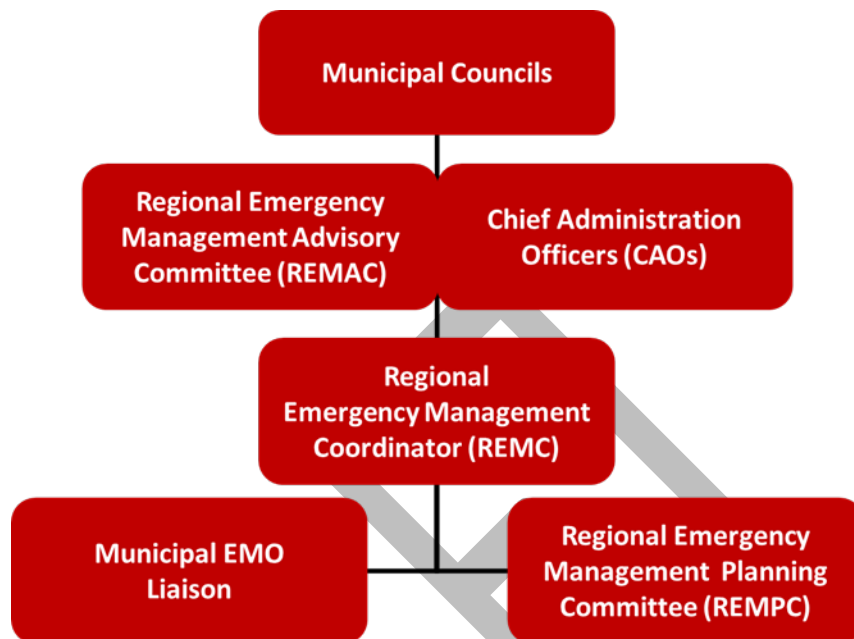 Municipal Councils
Regional Emergency
Management Advisory
Committee (REMAC)
Chief Administration
Officers (CAOs)
Regional
Emergency Management
Coordinator (REMC)
Municipal EMO
Liaison
Regional Emergency
Management Planning
Committee (REMPC)